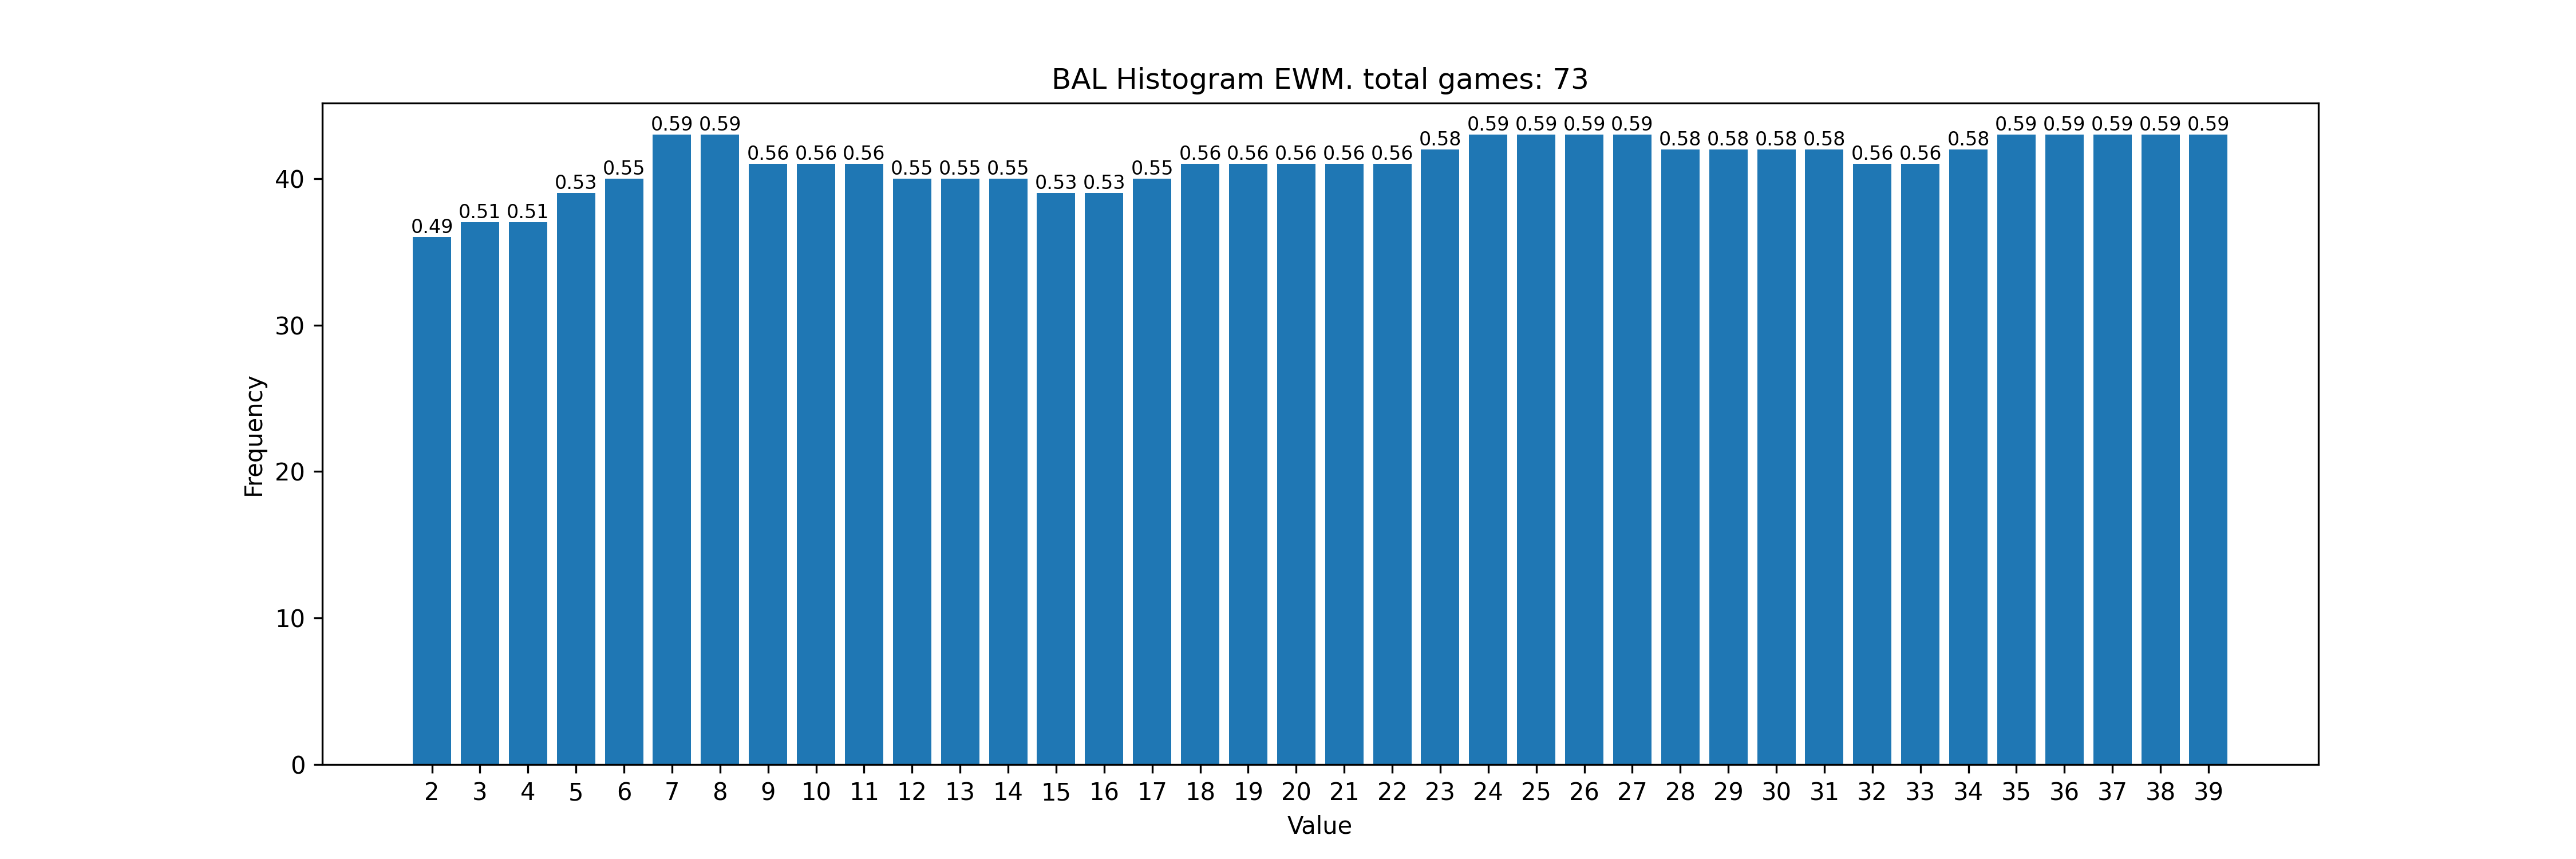 BAL Histogram EWM. total games: 73
0.49 0.51 0.51 0.53 0.55 0.59 0.59 0.56 0.56 0.56 0.55 0.55 0.55 0.53 0.53 0.55 0.56 0.56 0.56 0.56 0.56 0.58 0.59 0.59 0.59 0.59 0.58 0.58 0.58 0.58 0.56 0.56 0.58 0.59 0.59 0.59 0.59 0.59
40
30
20
10
0
Frequency
2 3 4 5 6 7 8 9 10 11 12 13 14 15 16 17 18 19 20 21 22 23 24 25 26 27 28 29 30 31 32 33 34 35 36 37 38 39
Value